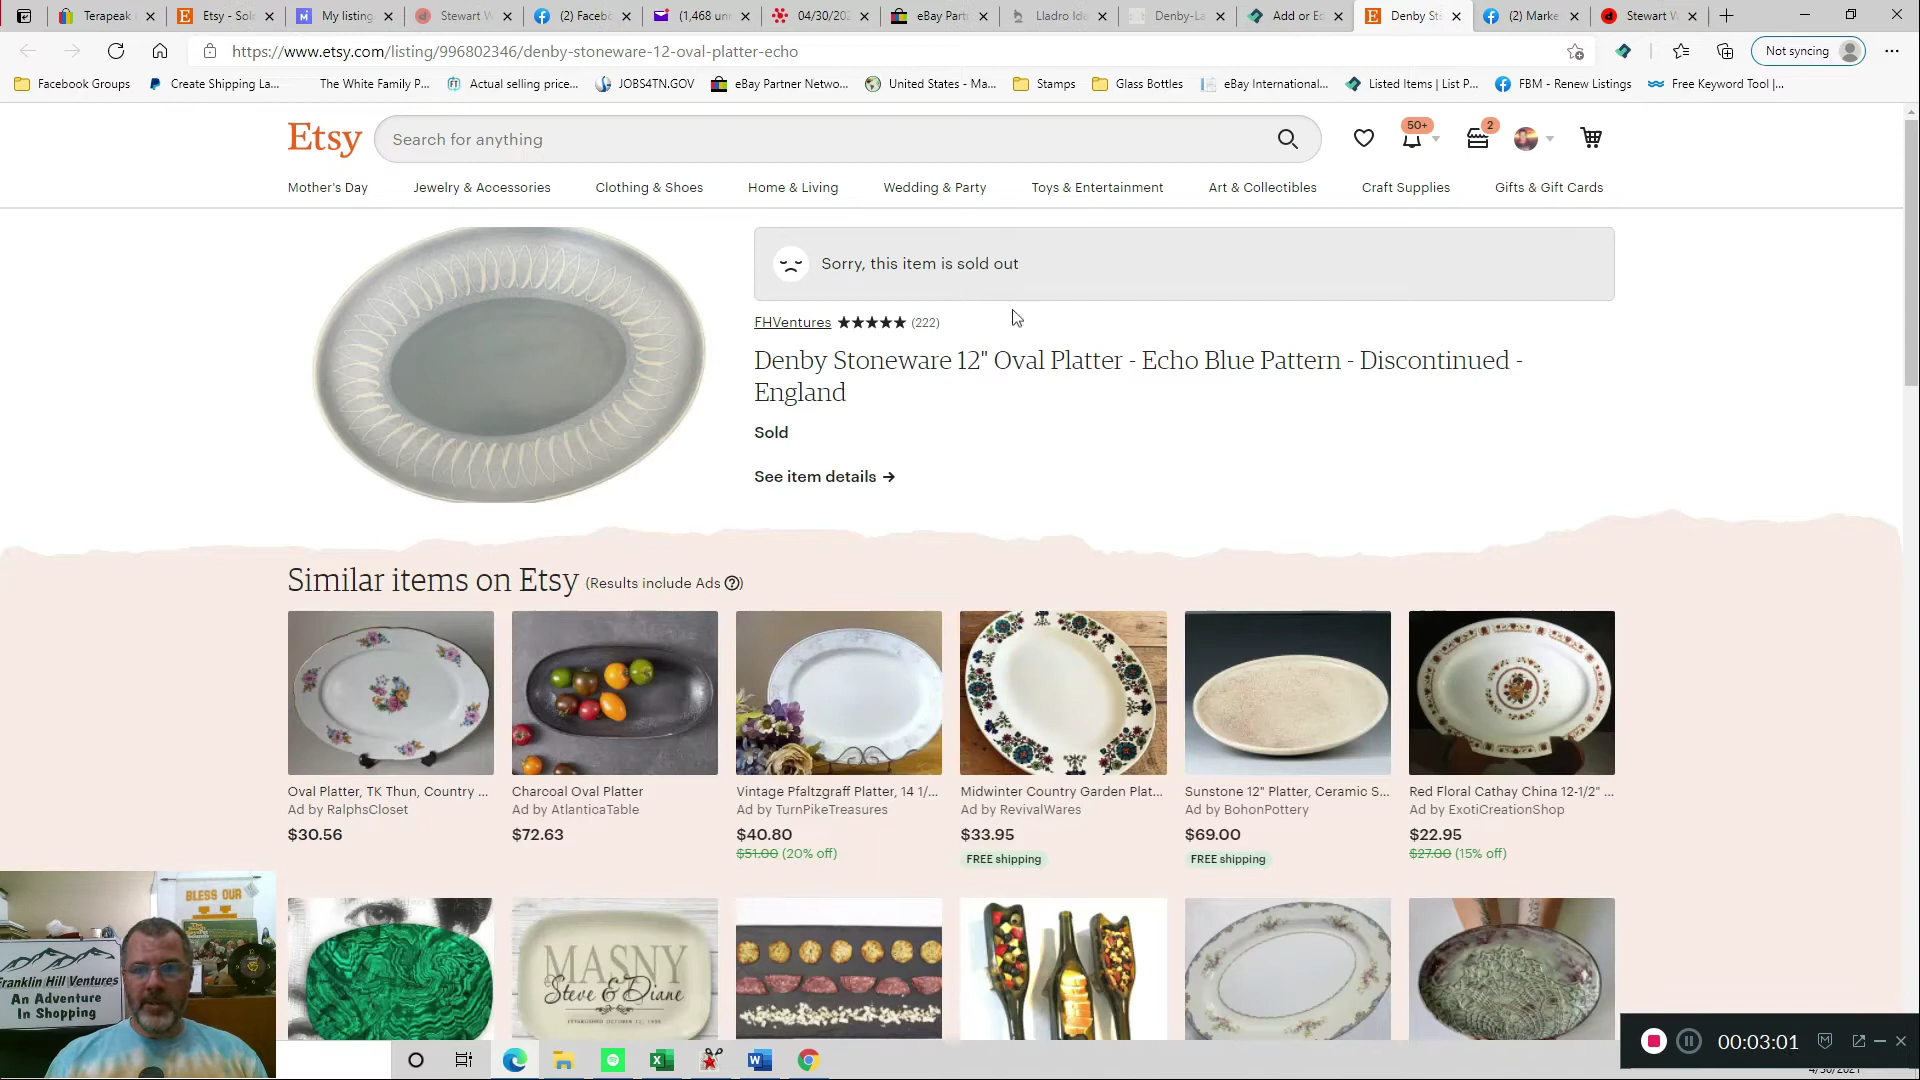 Terapeak
Etsy - Sol
My listing
Stewart W
(2) Faceb
(1,468 unr
04/30/202
eBay Part
Lladro Ide
Denby-La
Add or Ed
Denby St
(2) Marke
Stewart W
https://www.etsy.com/listing/996802346/denby-stoneware-12-oval-platter-echo
Not syncing
Facebook Groups
Create Shipping La...
The White Family P...
Actual selling price...
JOBS4TN.GOV
eBay Partner Netwo...
United States - Ma...
Stamps
Glass Bottles
eBay International...
Listed Items | List P...
FBM - Renew Listings
Free Keyword Tool |...
Etsy
Search for anything
50+
2
Mother's Day
Jewelry & Accessories
Clothing & Shoes
Home & Living
Wedding & Party
Toys & Entertainment
Art & Collectibles
Craft Supplies
Gifts & Gift Cards
Sorry, this item is sold out
FHVentures ★★★★★ (222)
Denby Stoneware 12" Oval Platter - Echo Blue Pattern - Discontinued -
England
Sold
See item details →
Similar items on Etsy (Results include Ads ?)
Oval Platter, TK Thun, Country ...
Ad by RalphsCloset
$30.56
Charcoal Oval Platter
Ad by AtlanticaTable
$72.63
Vintage Pfaltzgraff Platter, 14 1/...
Ad by TurnPikeTreasures
$40.80
$51.00 (20% off)
Midwinter Country Garden Plat...
Ad by RevivalWares
$33.95
FREE shipping
Sunstone 12" Platter, Ceramic S...
Ad by BohonPottery
$69.00
FREE shipping
Red Floral Cathay China 12-1/2" ...
Ad by ExotiCreationShop
$22.95
$27.00 (15% off)
MASNY
Steve & Diane
BLESS OUR
Franklin Hill Ventures
An Adventure
In Shopping
00:03:01